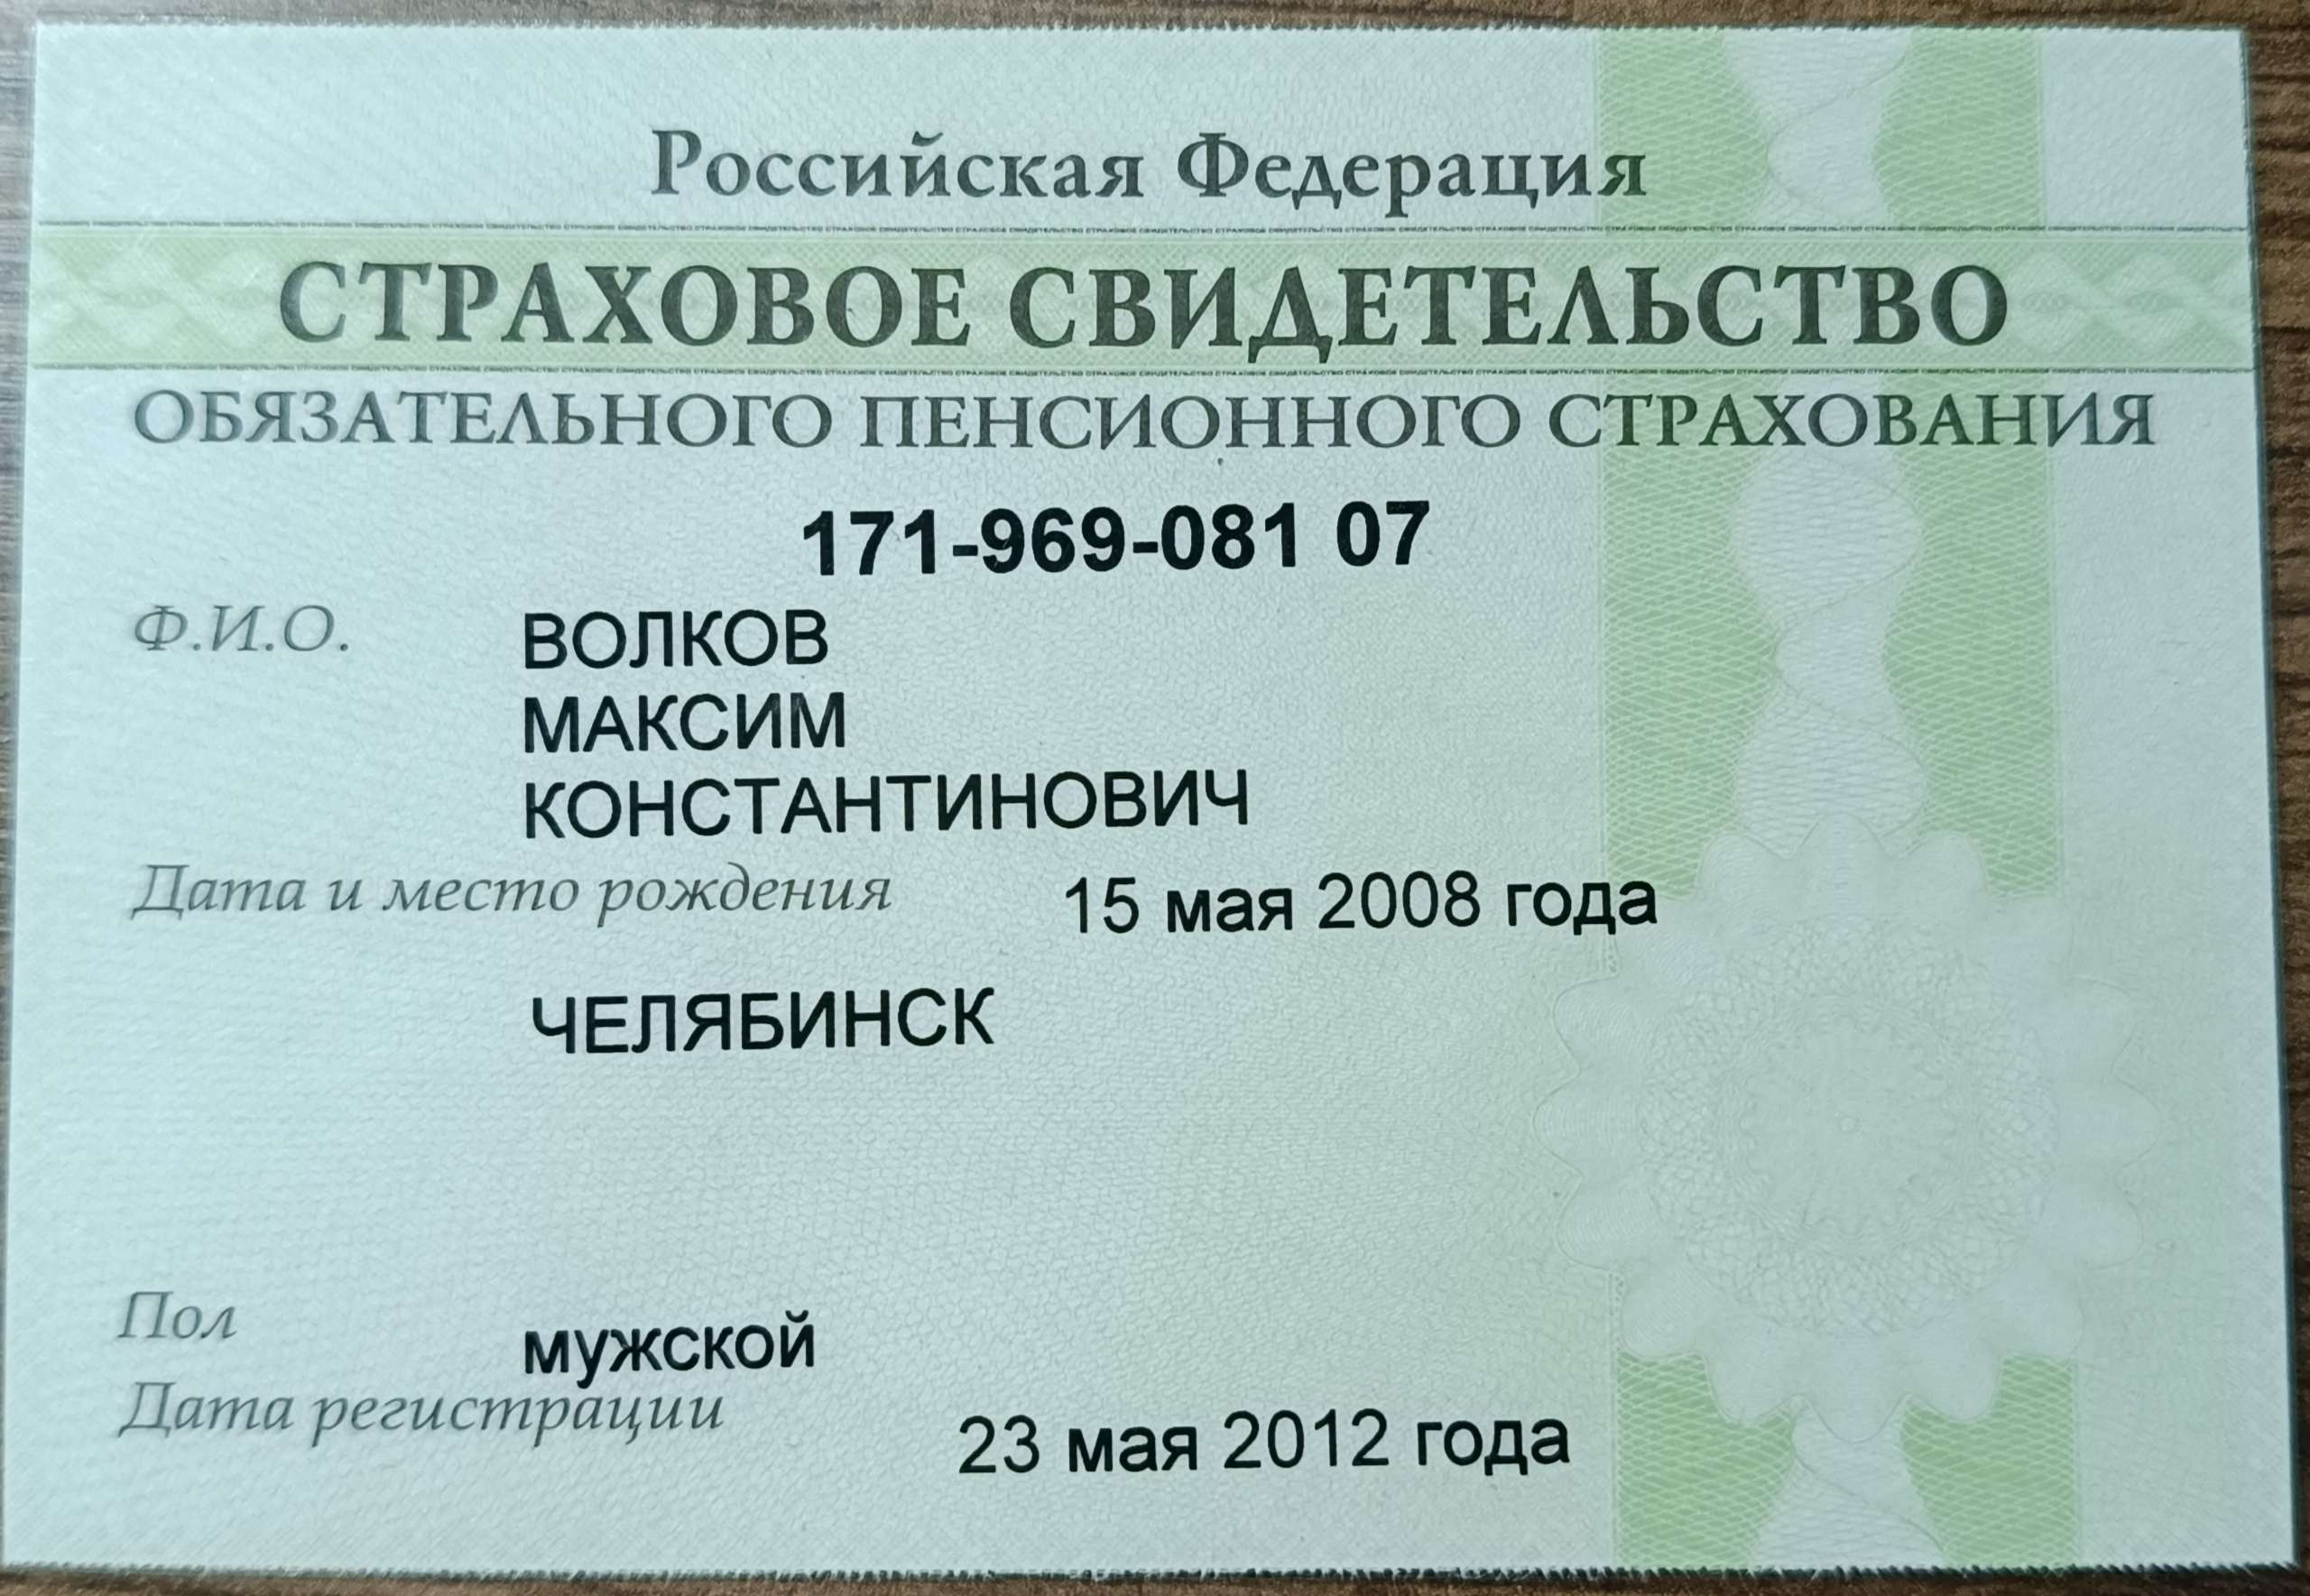 Российская Федерация
СТРАХОВОЕ СВИДЕТЕЛЬСТВО
ОБЯЗАТЕЛЬНОГО ПЕНСИОННОГО СТРАХОВАНИЯ
171-969-081 07
Ф.И.О. ВОЛКОВ
МАКСИМ
КОНСТАНТИНОВИЧ
Дата и место рождения 15 мая 2008 года
ЧЕЛЯБИНСК
Пол мужской
Дата регистрации 23 мая 2012 года